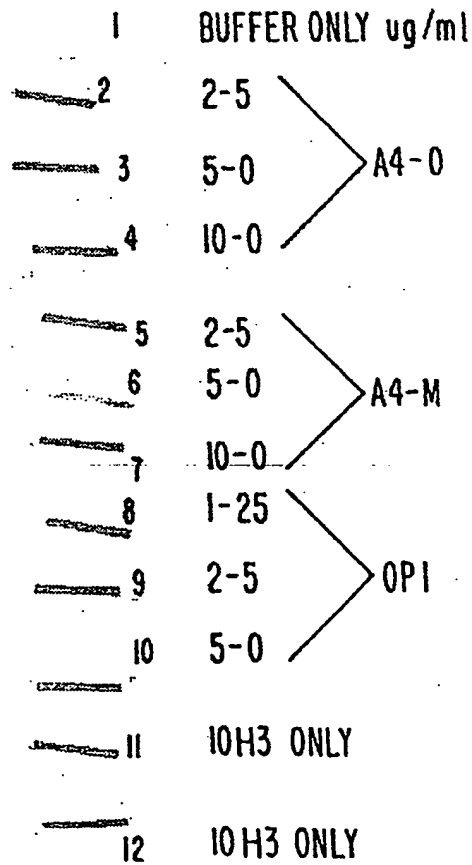 1 BUFFER ONLY ug/ml
2 2-5
3 5-0 A4-O
4 10-0
5 2-5
6 5-0 A4-M
7 10-0
8 1-25
9 2-5 OPI
10 5-0
11 10H3 ONLY
12 10H3 ONLY